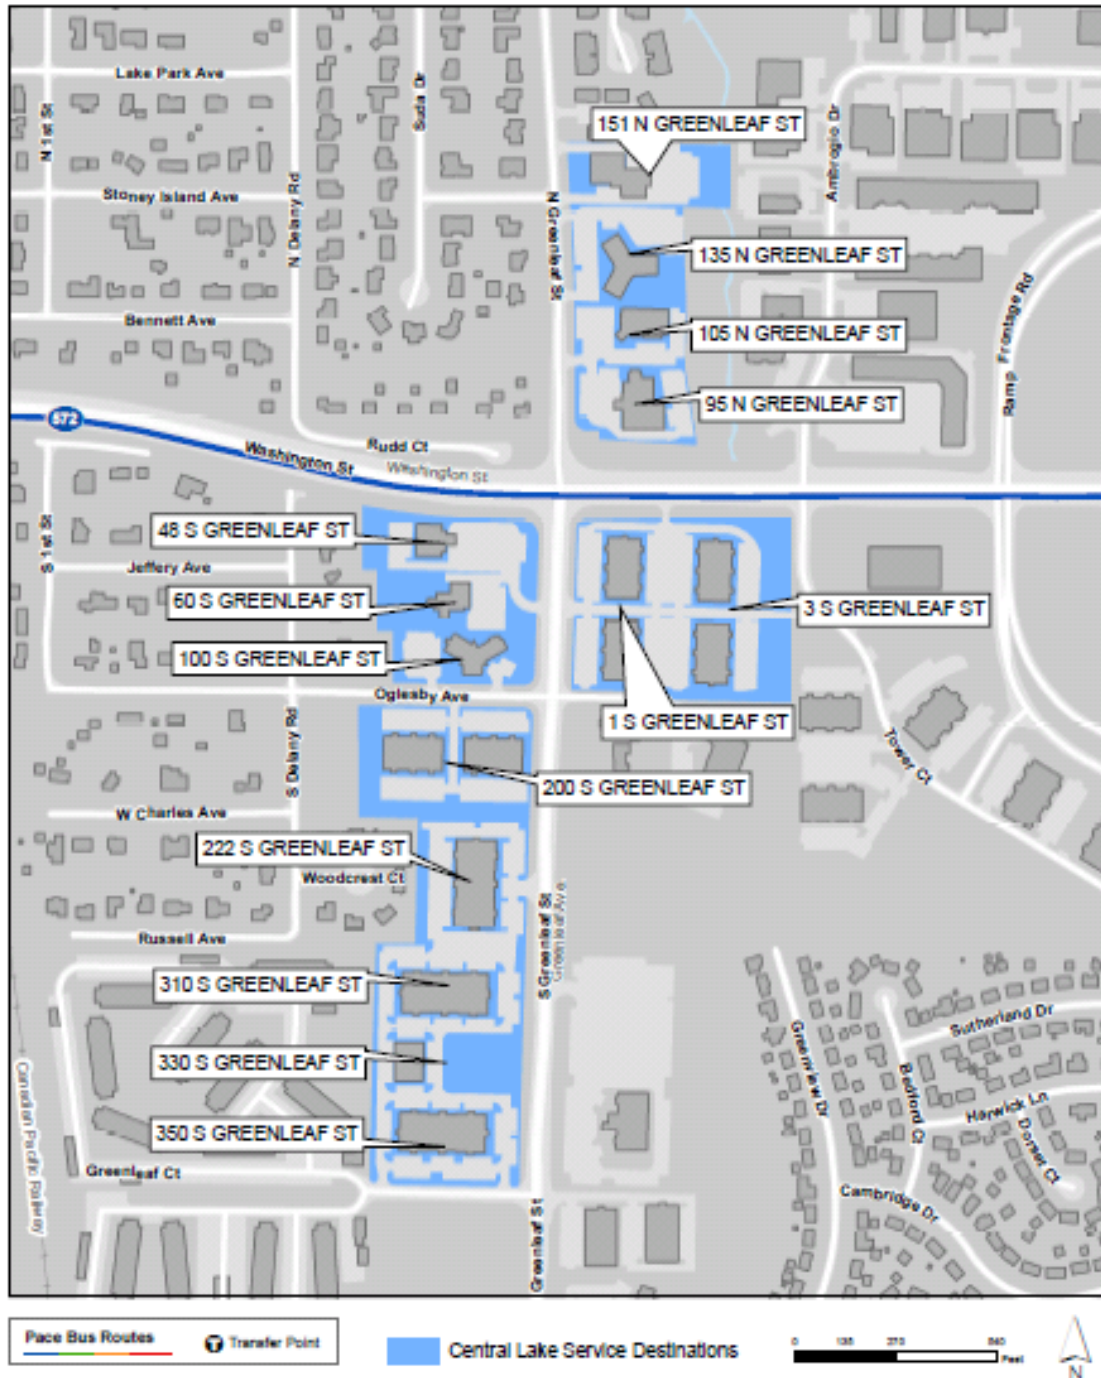 Lake Park Ave
N 1st St
Suda Dr
Ambrogio Dr
151 N GREENLEAF ST
Stoney Island Ave
N Delany Rd
N Greenleaf St
135 N GREENLEAF ST
Bennett Ave
105 N GREENLEAF ST
Ramp Frontage Rd
95 N GREENLEAF ST
572
Rudd Ct
Washington St
Washington St
48 S GREENLEAF ST
S 1st St
Jeffery Ave
60 S GREENLEAF ST
3 S GREENLEAF ST
100 S GREENLEAF ST
Oglesby Ave
1 S GREENLEAF ST
S Delany Rd
Tower Ct
200 S GREENLEAF ST
W Charles Ave
222 S GREENLEAF ST
Woodcrest Ct
S Greenleaf St
Greenleaf Ave
Russell Ave
310 S GREENLEAF ST
Sutherland Dr
Greenview Dr
Bedford Ct
330 S GREENLEAF ST
Harwick Ln
Dorset Ct
Canadian Pacific Railway
350 S GREENLEAF ST
Greenleaf Ct
Cambridge Dr
Greenleaf St
Pace Bus Routes
T Transfer Point
Central Lake Service Destinations
0 135 270 540
Feet
N